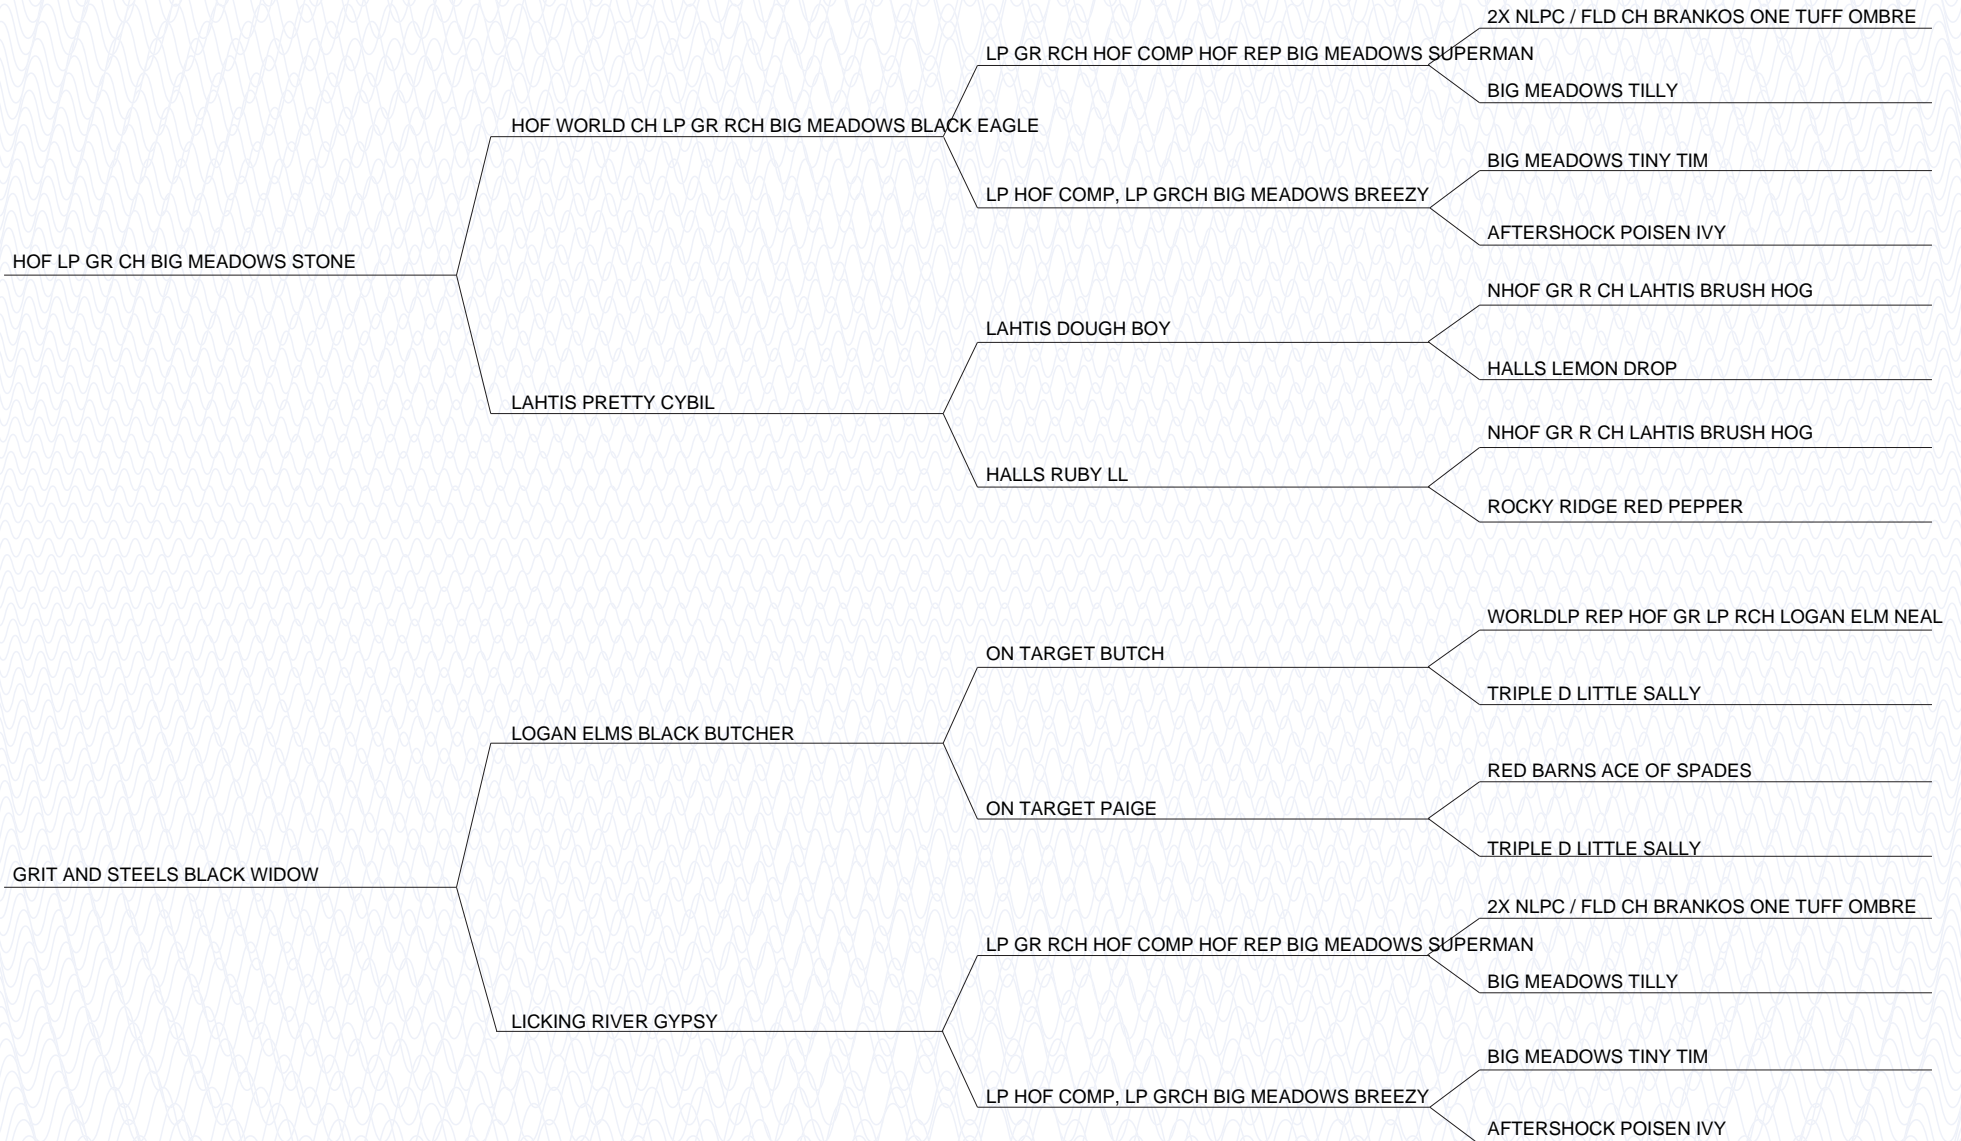 2X NLPC / FLD CH BRANKOS ONE TUFF OMBRE
LP GR RCH HOF COMP HOF REP BIG MEADOWS SUPERMAN
BIG MEADOWS TILLY
HOF WORLD CH LP GR RCH BIG MEADOWS BLACK EAGLE
BIG MEADOWS TINY TIM
LP HOF COMP, LP GRCH BIG MEADOWS BREEZY
AFTERSHOCK POISEN IVY
HOF LP GR CH BIG MEADOWS STONE
NHOF GR R CH LAHTIS BRUSH HOG
LAHTIS DOUGH BOY
HALLS LEMON DROP
LAHTIS PRETTY CYBIL
NHOF GR R CH LAHTIS BRUSH HOG
HALLS RUBY LL
ROCKY RIDGE RED PEPPER
WORLDLP REP HOF GR LP RCH LOGAN ELM NEAL
ON TARGET BUTCH
TRIPLE D LITTLE SALLY
LOGAN ELMS BLACK BUTCHER
RED BARNS ACE OF SPADES
ON TARGET PAIGE
TRIPLE D LITTLE SALLY
GRIT AND STEELS BLACK WIDOW
2X NLPC / FLD CH BRANKOS ONE TUFF OMBRE
LP GR RCH HOF COMP HOF REP BIG MEADOWS SUPERMAN
BIG MEADOWS TILLY
LICKING RIVER GYPSY
BIG MEADOWS TINY TIM
LP HOF COMP, LP GRCH BIG MEADOWS BREEZY
AFTERSHOCK POISEN IVY